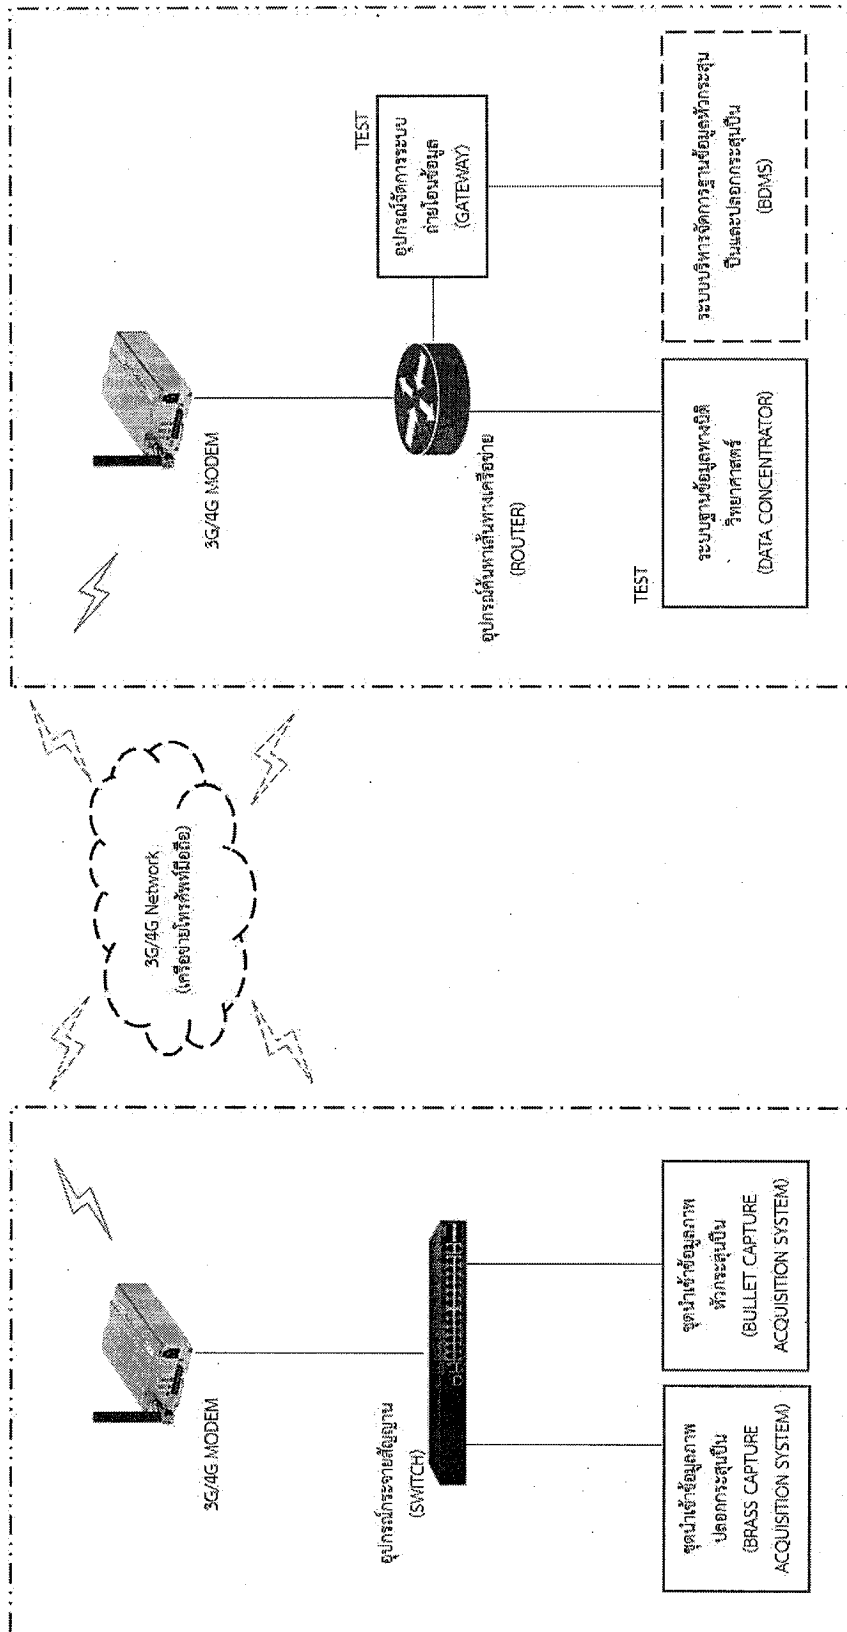 3G/4G MODEM
อุปกรณ์กระจายสัญญาน
(SWITCH)
ชุดนำเข้าข้อมูลภาพ
ปลอกกระสุนปืน
(BRASS CAPTURE
ACQUISITION SYSTEM)
ชุดนำเข้าข้อมูลภาพ
หัวกระสุนปืน
(BULLET CAPTURE
ACQUISITION SYSTEM)
3G/4G Network
(เครือข่ายโทรศัพท์มือถือ)
3G/4G MODEM
อุปกรณ์ค้นหาเส้นทางเครือข่าย
(ROUTER)
TEST
อุปกรณ์จัดการระบบ
ถ่ายโอนข้อมูล
(GATEWAY)
TEST
ระบบฐานข้อมูลทางนิติ
วิทยาศาสตร์
(DATA CONCENTRATOR)
ระบบบริหารจัดการฐานข้อมูลหัวกระสุน
ปืนและปลอกกระสุนปืน
(BDMS)